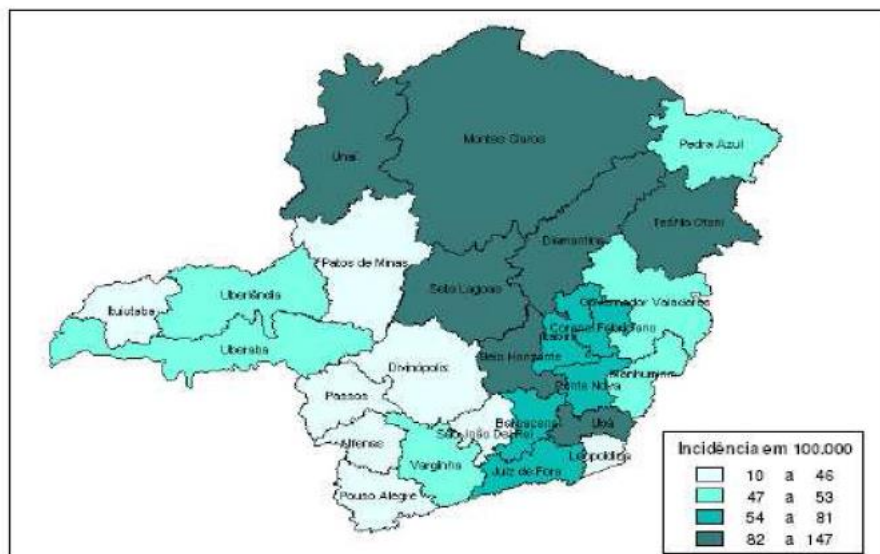 Montes Claros
Unaí
Pedra Azul
Teófilo Otoni
Diamantina
Patos de Minas
Sete Lagoas
Uberlândia
Ituiutaba
Governador Valadares
Coronel Fabriciano
Itabira
Uberaba
Belo Horizonte
Divinópolis
Manhumirim
Ponte Nova
Passos
Barbacena
Ubá
São João Del Rei
Alfenas
Leopoldina
Varginha
Juiz de Fora
Pouso Alegre
Incidência em 100.000
10 a 46
47 a 53
54 a 81
82 a 147